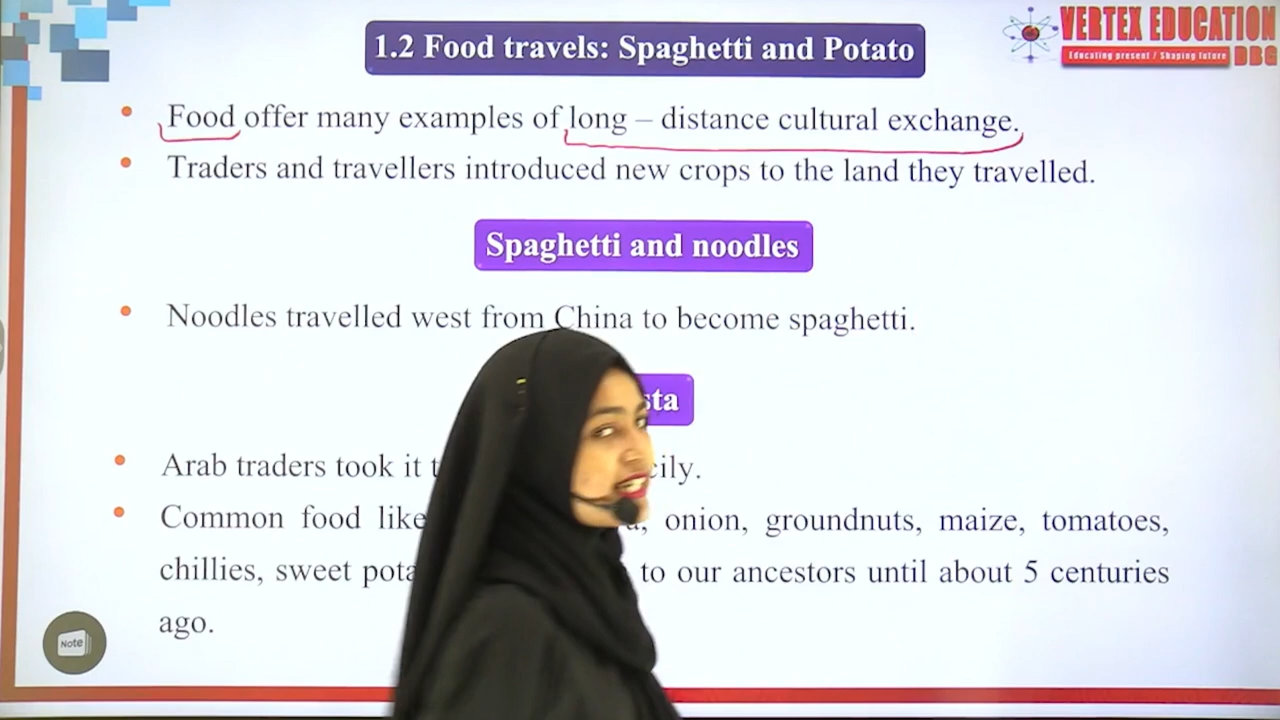 1.2 Food travels: Spaghetti and Potato
VERTEX EDUCATION
Educating present / Shaping future DBG
Food offer many examples of long – distance cultural exchange.
Traders and travellers introduced new crops to the land they travelled.
Spaghetti and noodles
Noodles travelled west from China to become spaghetti.
Arab traders took it
Common food like onion, groundnuts, maize, tomatoes,
chillies, sweet to our ancestors until about 5 centuries
ago.
Note